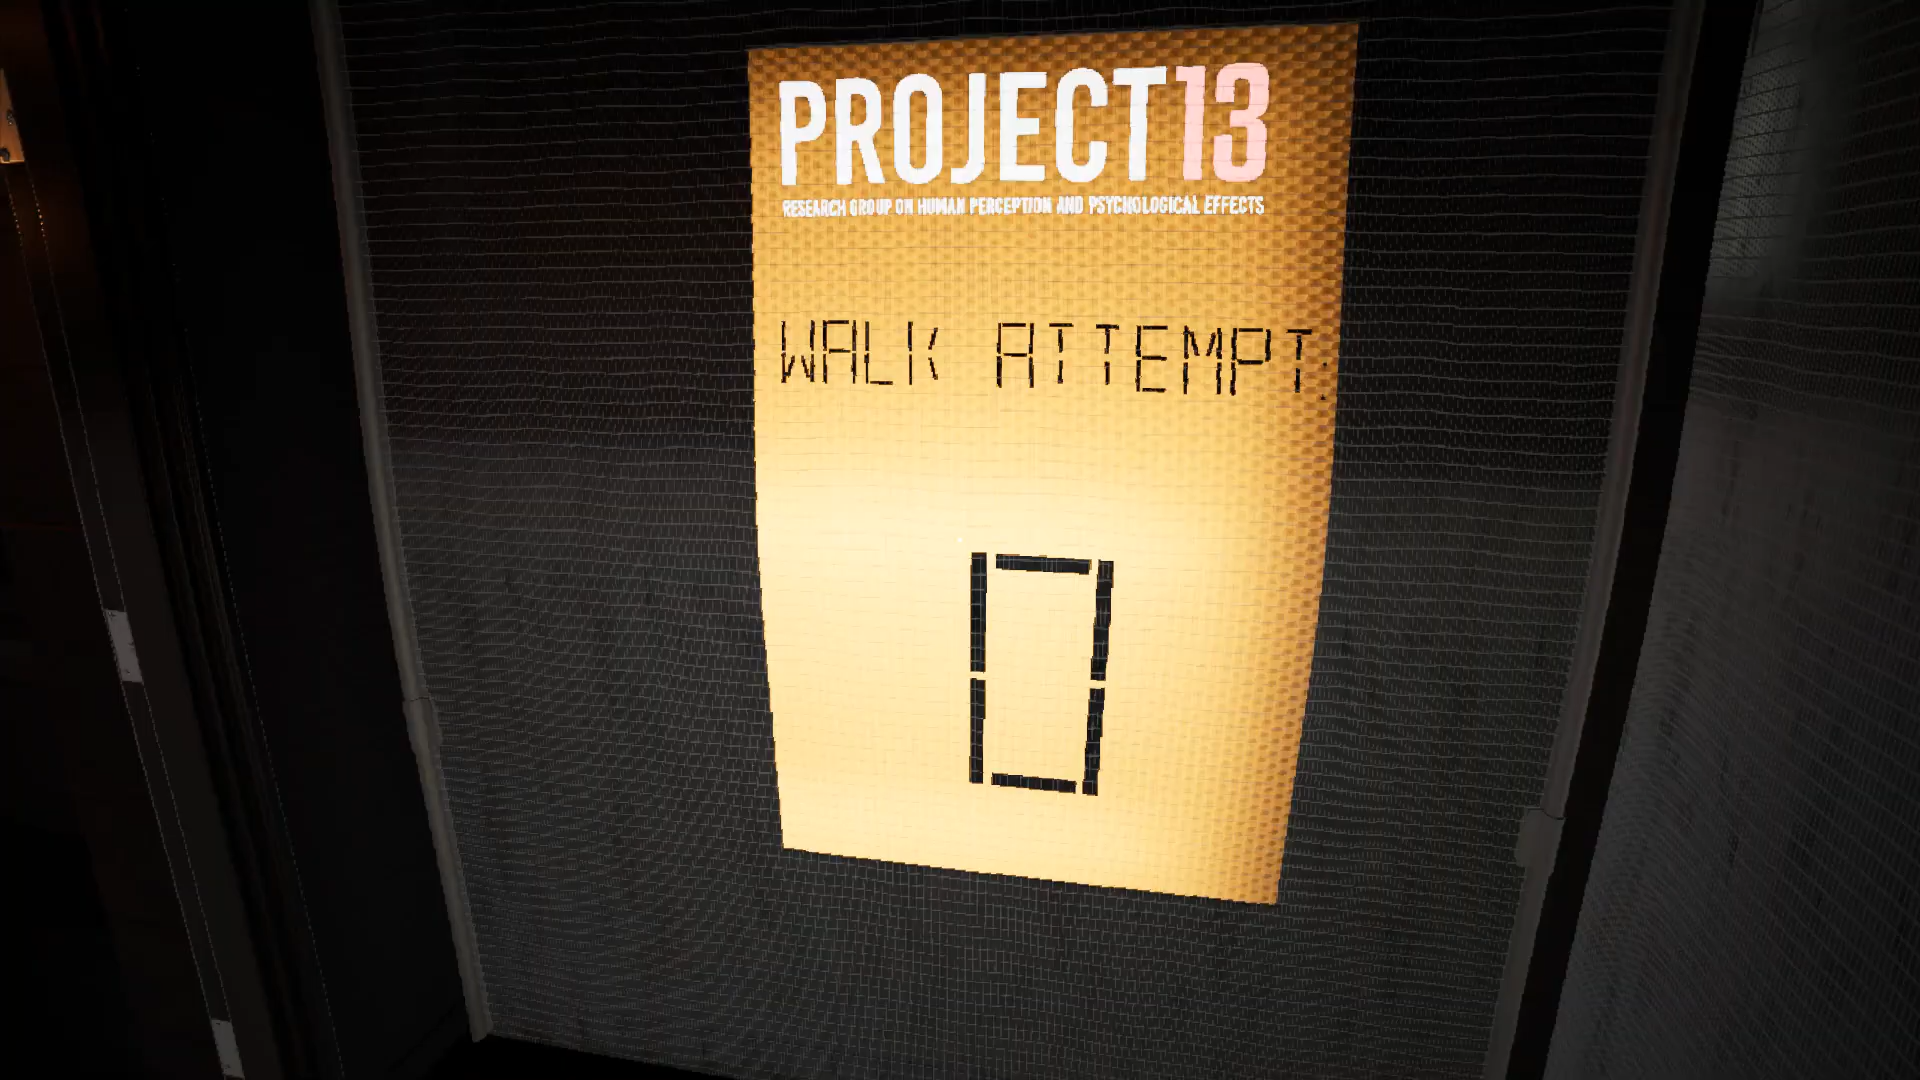 PROJECT13
RESEARCH GROUP ON HUMAN PERCEPTION AND PSYCHOLOGICAL EFFECTS
WALK ATTEMPT:
0